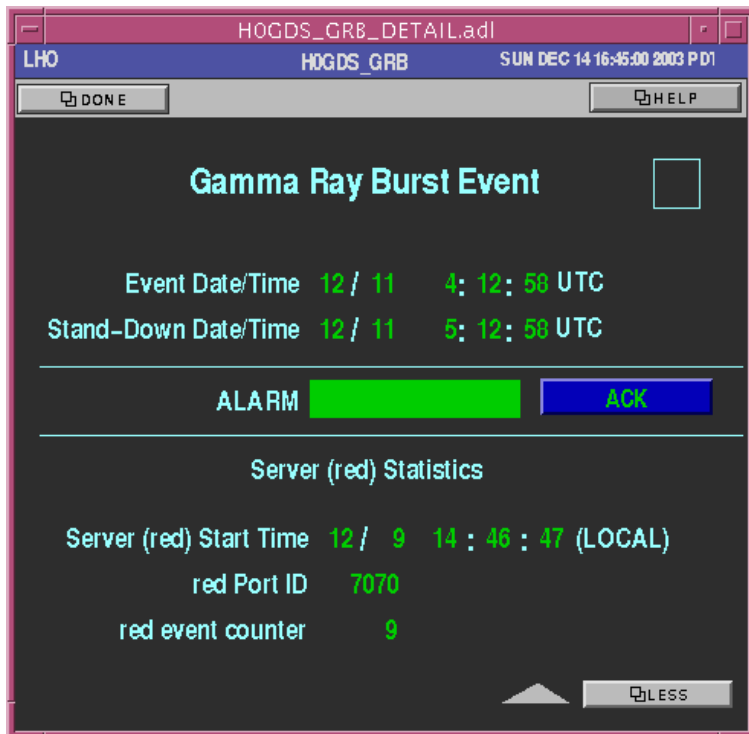 H0GDS_GRB_DETAIL.adl
LHO H0GDS_GRB SUN DEC 14 16:45:00 2003 PDT
DONE HELP
Gamma Ray Burst Event
Event Date/Time 12 / 11 4: 12: 58 UTC
Stand-Down Date/Time 12 / 11 5: 12: 58 UTC
ALARM ACK
Server (red) Statistics
Server (red) Start Time 12 / 9 14 : 46 : 47 (LOCAL)
red Port ID 7070
red event counter 9
LESS